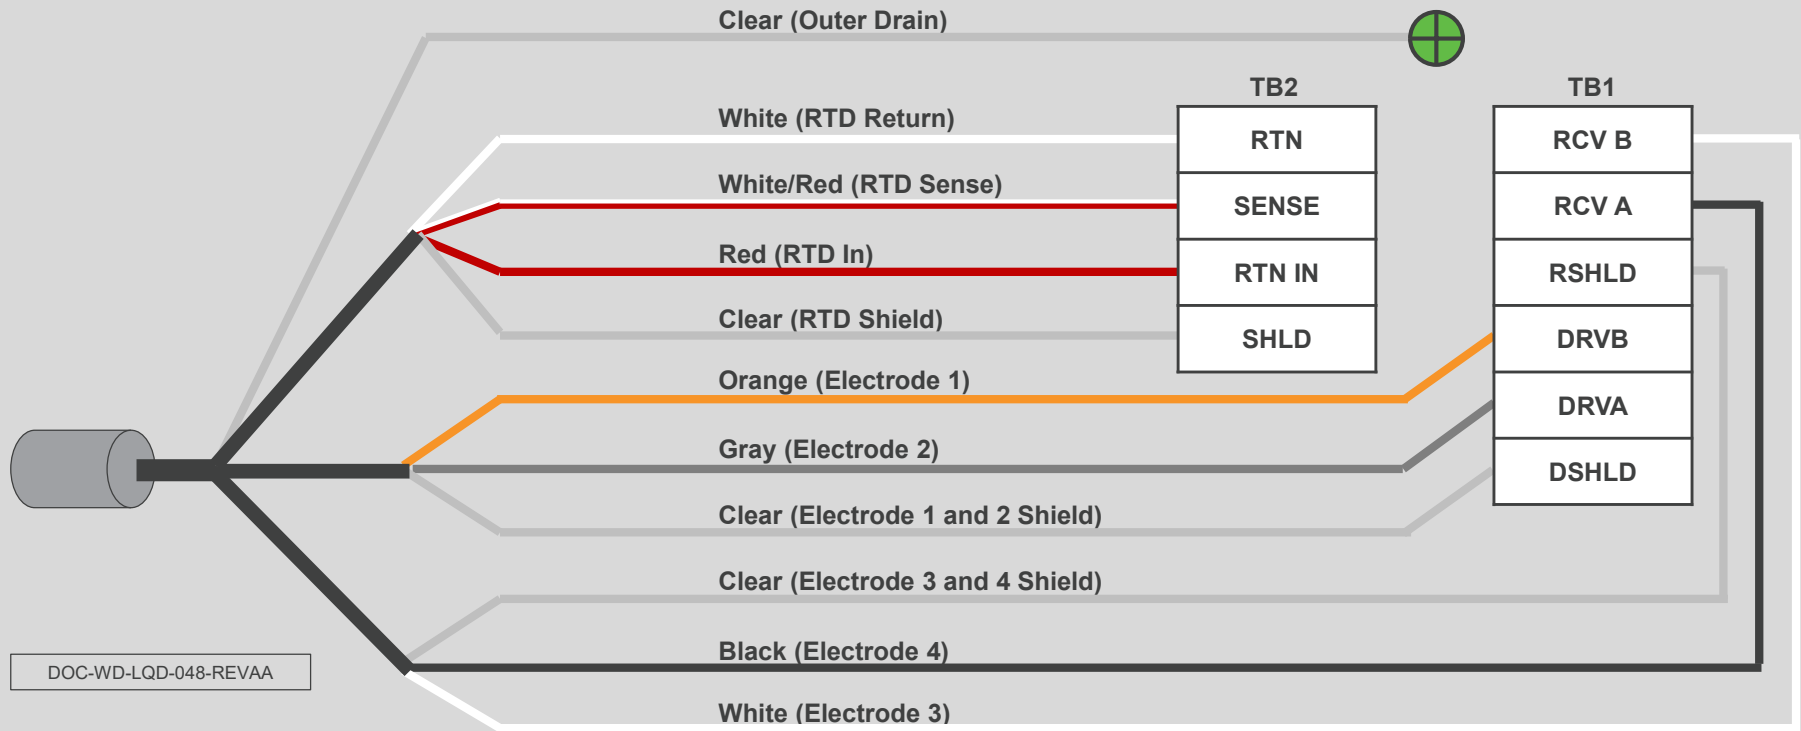 Clear (Outer Drain)
TB2
TB1
White (RTD Return)
RTN
RCV B
White/Red (RTD Sense)
SENSE
RCV A
Red (RTD In)
RTN IN
RSHLD
Clear (RTD Shield)
SHLD
DRVB
Orange (Electrode 1)
DRVA
Gray (Electrode 2)
DSHLD
Clear (Electrode 1 and 2 Shield)
Clear (Electrode 3 and 4 Shield)
Black (Electrode 4)
DOC-WD-LQD-048-REVAA
White (Electrode 3)